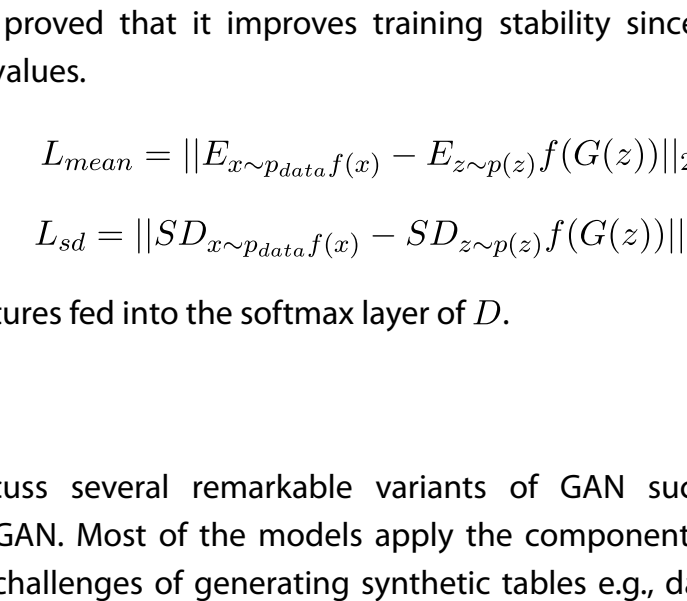 proved that it improves training stability since
values.
L_{mean} = ||E_{x∼p_{data}f(x)} − E_{z∼p(z)}f(G(z))||_2
L_{sd} = ||SD_{x∼p_{data}f(x)} − SD_{z∼p(z)}f(G(z))||
tures fed into the softmax layer of D.
cuss several remarkable variants of GAN suc
GAN. Most of the models apply the component
challenges of generating synthetic tables e.g., da